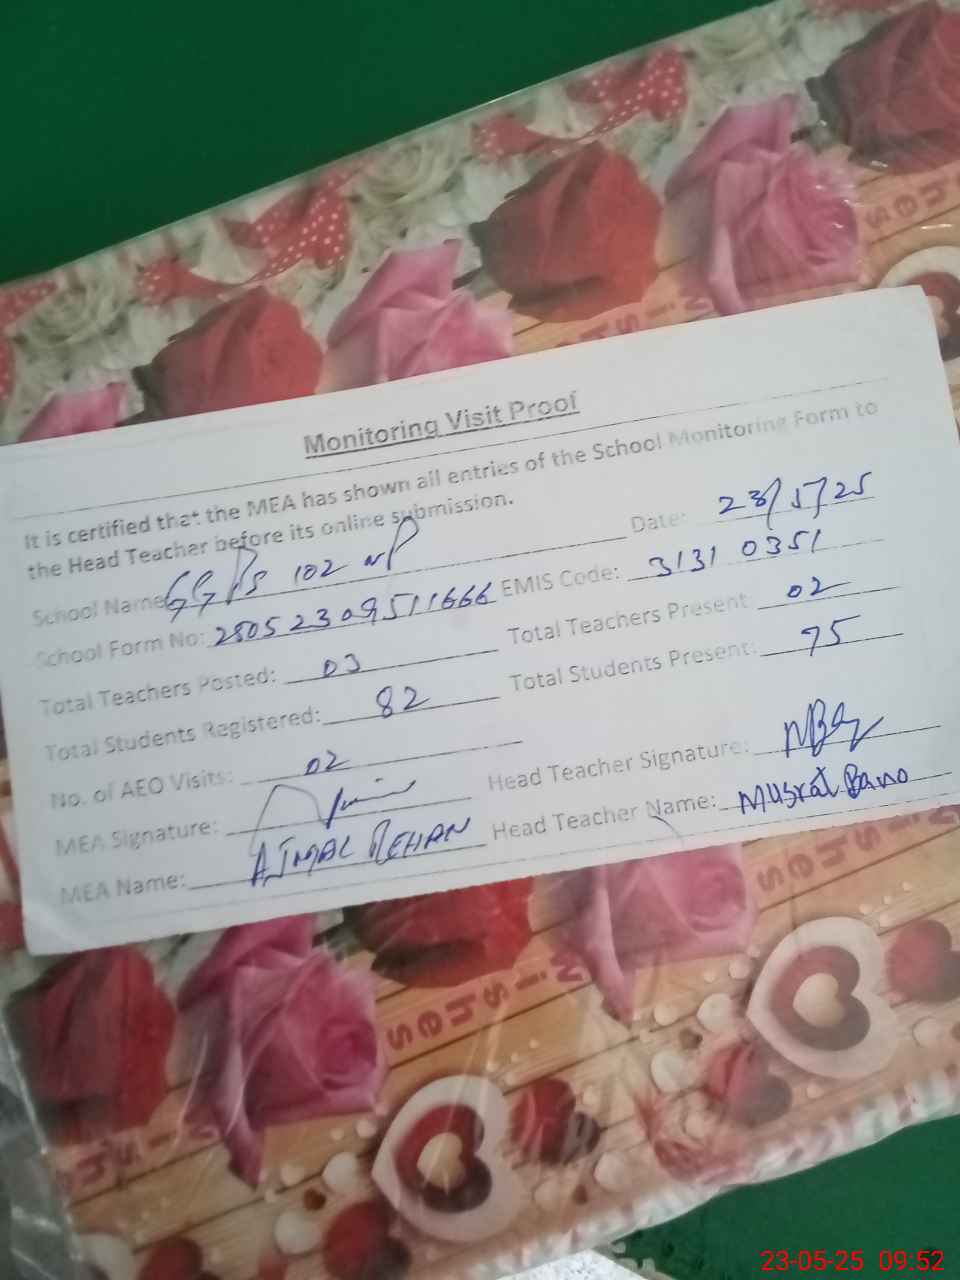 Monitoring Visit Proof
It is certified that the MEA has shown all entries of the School Monitoring Form to
the Head Teacher before its online submission.
Date: 23/5/25
School Name GGPS 102 NP
EMIS Code: 3131 0351
School Form No: 28052309511666
Total Teachers Present: 02
Total Teachers Posted: 03
Total Students Present: 75
Total Students Registered: 82
No. of AEO Visits: 02
Head Teacher Signature:
MEA Signature:
Head Teacher Name: Musrat Bano
MEA Name: AJMAL REHAN
wishes
23-05-25 09:52